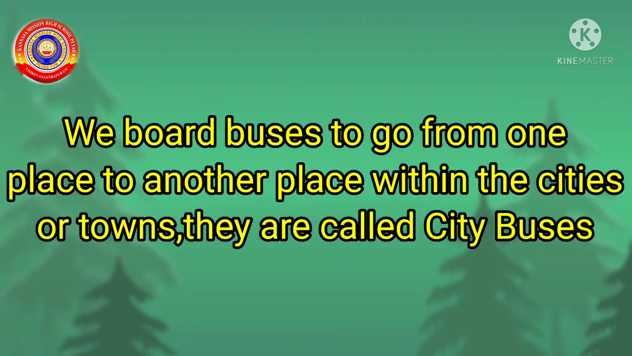 KINEMASTER
We board buses to go from one
place to another place within the cities
or towns,they are called City Buses